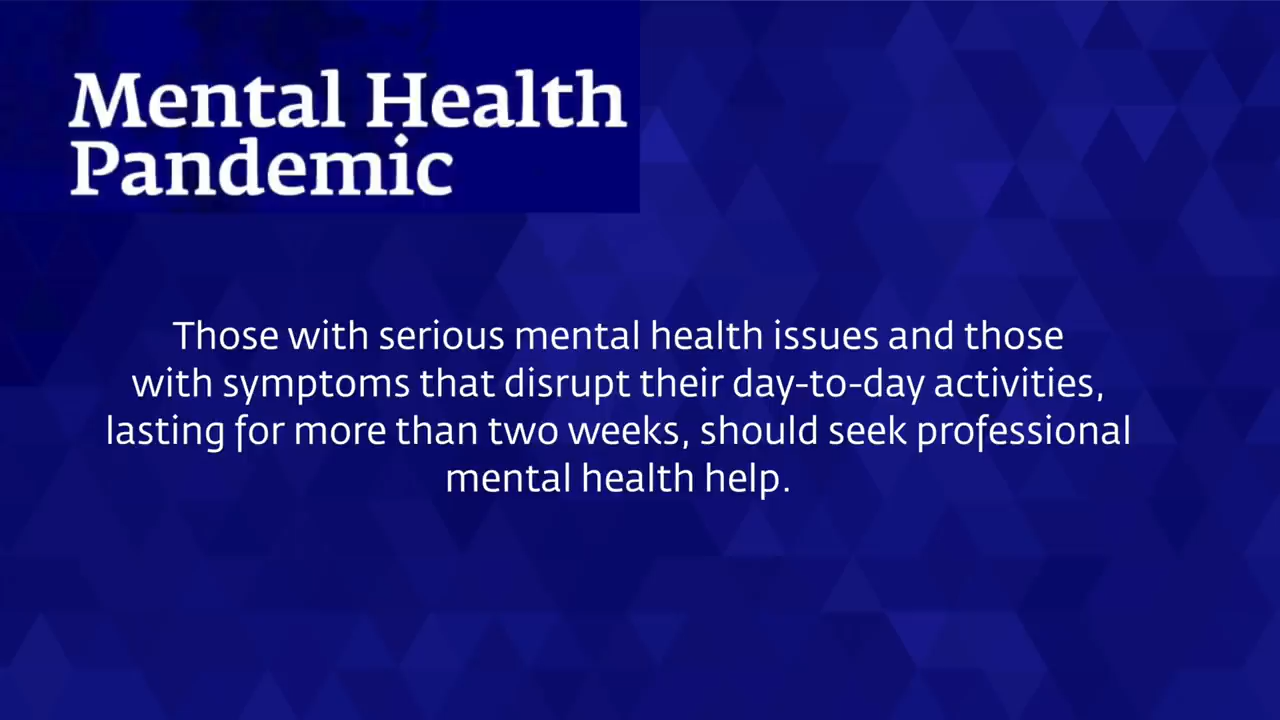 Mental Health
Pandemic
Those with serious mental health issues and those
with symptoms that disrupt their day-to-day activities,
lasting for more than two weeks, should seek professional
mental health help.